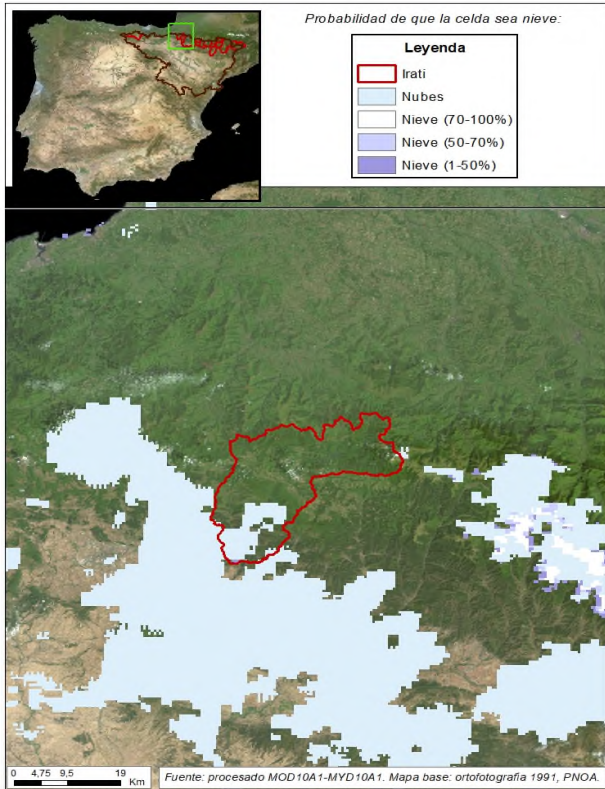 Probabilidad de que la celda sea nieve:
Leyenda
Irati
Nubes
Nieve (70-100%)
Nieve (50-70%)
Nieve (1-50%)
0 4,75 9,5 19
Km
Fuente: procesado MOD10A1-MYD10A1. Mapa base: ortofotografía 1991, PNOA.